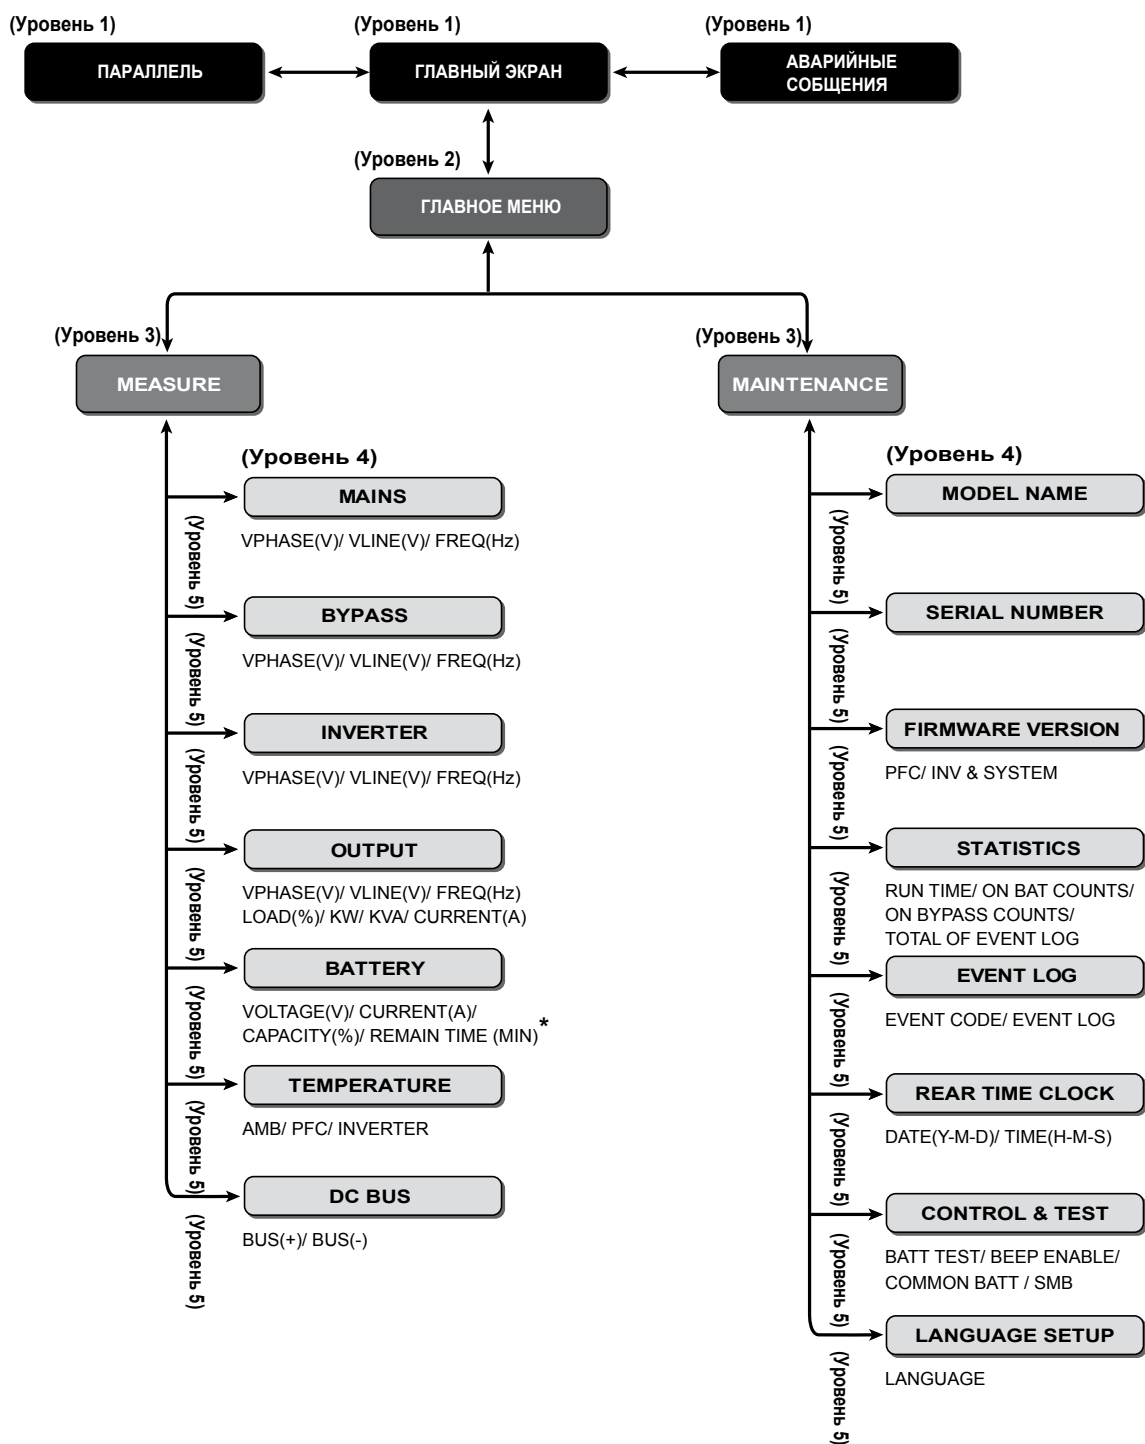 (Уровень 1)
(Уровень 1)
(Уровень 1)
ПАРАЛЛЕЛЬ
ГЛАВНЫЙ ЭКРАН
АВАРИЙНЫЕ
СОБЩЕНИЯ
(Уровень 2)
ГЛАВНОЕ МЕНЮ
(Уровень 3)
MEASURE
(Уровень 4)
MAINS
VPHASE(V)/ VLINE(V)/ FREQ(Hz)
(Уровень 5)
BYPASS
VPHASE(V)/ VLINE(V)/ FREQ(Hz)
(Уровень 5)
INVERTER
VPHASE(V)/ VLINE(V)/ FREQ(Hz)
(Уровень 5)
OUTPUT
VPHASE(V)/ VLINE(V)/ FREQ(Hz)
LOAD(%)/ KW/ KVA/ CURRENT(A)
(Уровень 5)
BATTERY
VOLTAGE(V)/ CURRENT(A)/
CAPACITY(%)/ REMAIN TIME (MIN)*
(Уровень 5)
TEMPERATURE
AMB/ PFC/ INVERTER
(Уровень 5)
DC BUS
BUS(+)/ BUS(-)
(Уровень 5)
(Уровень 3)
MAINTENANCE
(Уровень 4)
MODEL NAME
(Уровень 5)
SERIAL NUMBER
(Уровень 5)
FIRMWARE VERSION
PFC/ INV & SYSTEM
(Уровень 5)
STATISTICS
RUN TIME/ ON BAT COUNTS/
ON BYPASS COUNTS/
TOTAL OF EVENT LOG
(Уровень 5)
EVENT LOG
EVENT CODE/ EVENT LOG
(Уровень 5)
REAR TIME CLOCK
DATE(Y-M-D)/ TIME(H-M-S)
(Уровень 5)
CONTROL & TEST
BATT TEST/ BEEP ENABLE/
COMMON BATT / SMB
(Уровень 5)
LANGUAGE SETUP
LANGUAGE
(Уровень 5)